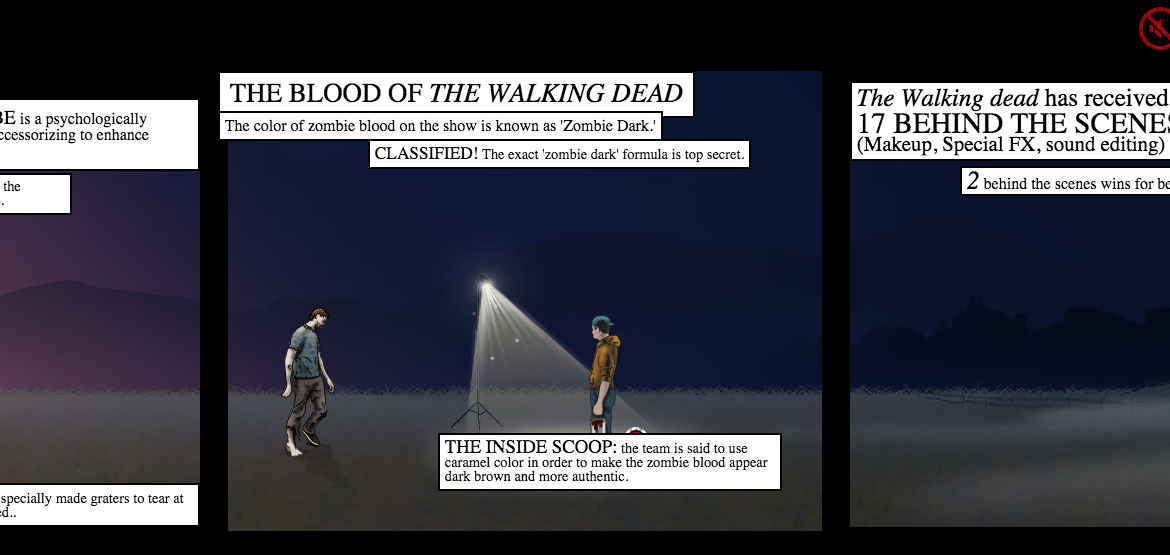 BE is a psychologically
ccessorizing to enhance
the
specially made graters to tear at
ed..
THE BLOOD OF THE WALKING DEAD
The color of zombie blood on the show is known as 'Zombie Dark.'
CLASSIFIED! The exact 'zombie dark' formula is top secret.
THE INSIDE SCOOP: the team is said to use
caramel color in order to make the zombie blood appear
dark brown and more authentic.
The Walking dead has received
17 BEHIND THE SCENES
(Makeup, Special FX, sound editing)
2 behind the scenes wins for be